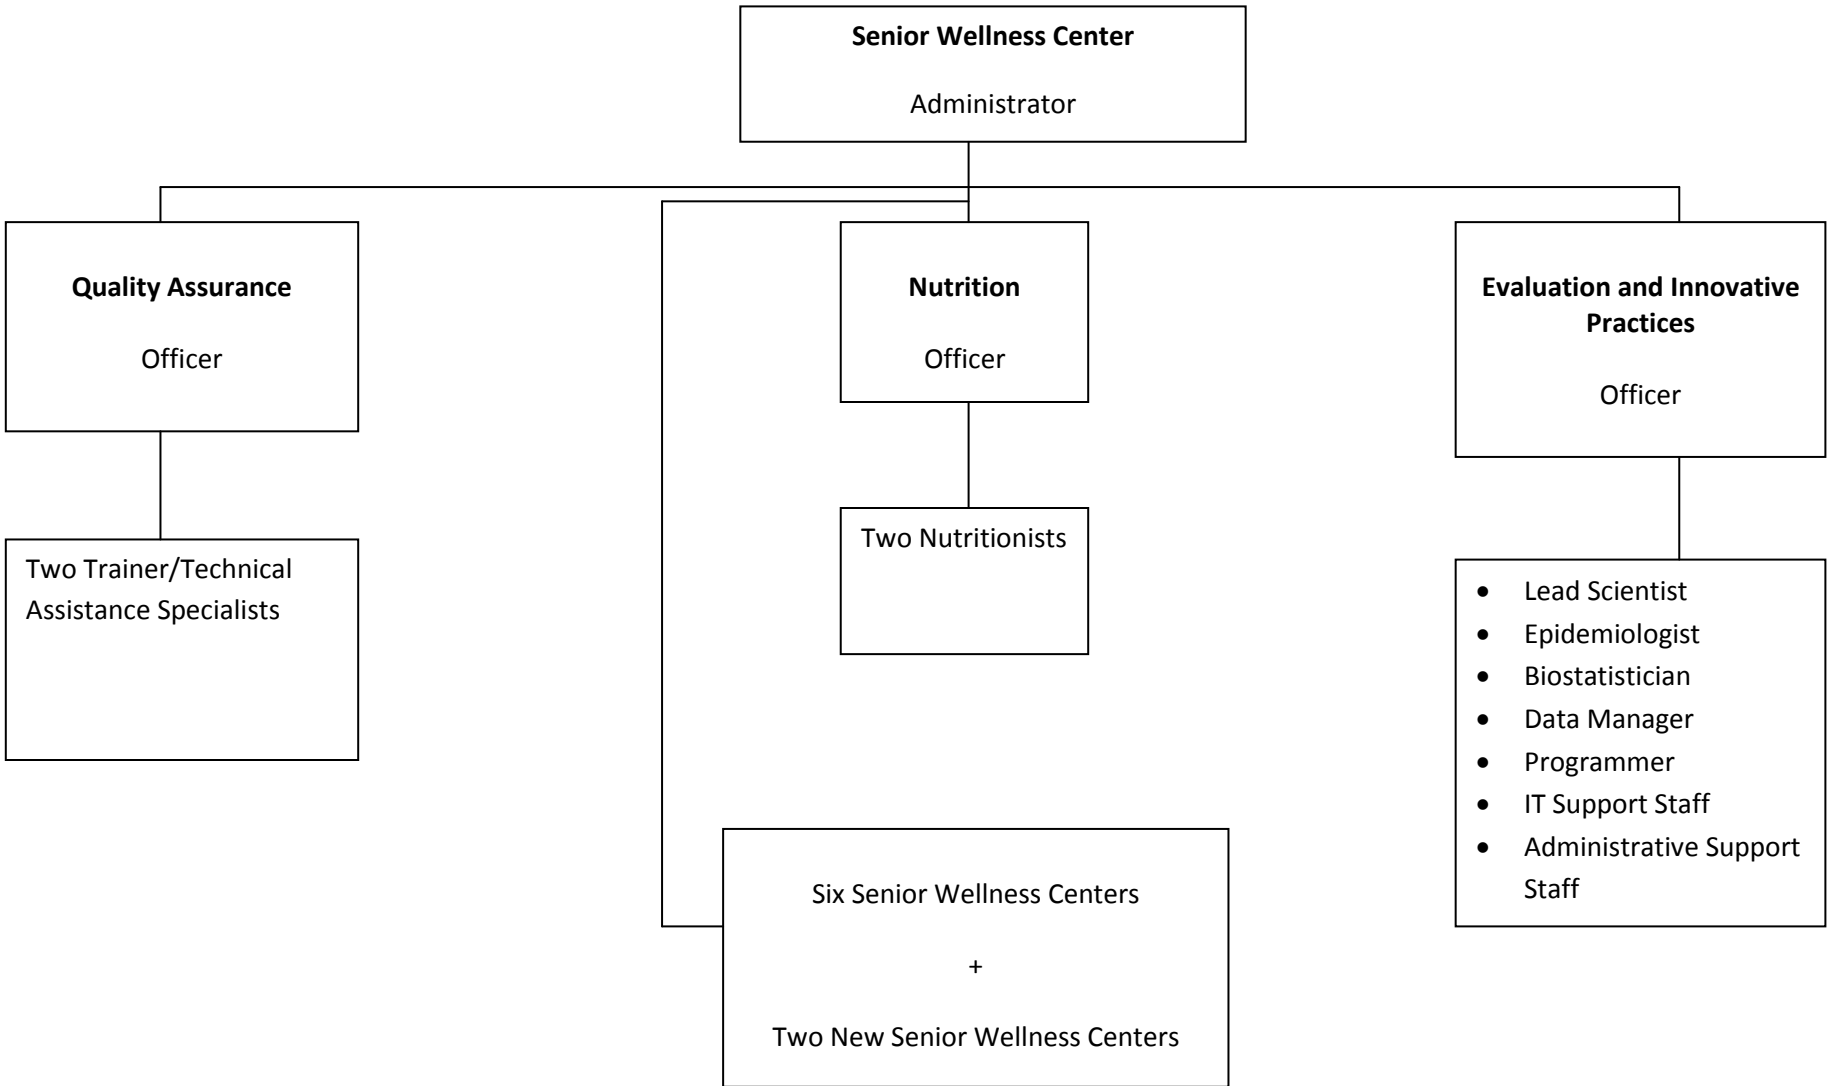 Senior Wellness Center
Administrator
Quality Assurance
Officer
Nutrition
Officer
Evaluation and Innovative
Practices
Officer
Two Trainer/Technical
Assistance Specialists
Two Nutritionists
• Lead Scientist
• Epidemiologist
• Biostatistician
• Data Manager
• Programmer
• IT Support Staff
• Administrative Support
Staff
Six Senior Wellness Centers
+
Two New Senior Wellness Centers